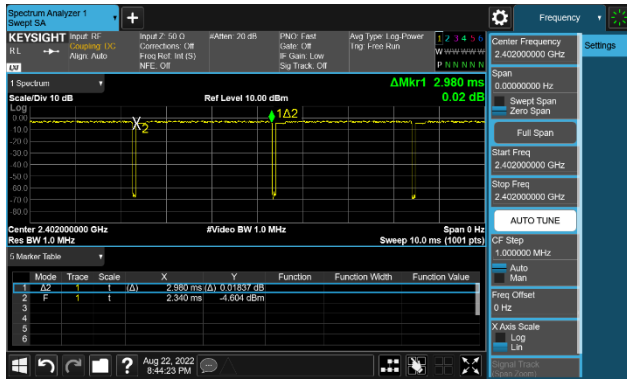 Spectrum Analyzer 1
Swept SA
Frequency
KEYSIGHT
RL
Input: RF
Coupling: DC
Align: Auto
Input Z: 50 Ω
Corrections: Off
Freq Ref: Int (S)
NFE: Off
#Atten: 20 dB
PNO: Fast
Gate: Off
IF Gain: Low
Sig Track: Off
Avg Type: Log-Power
Trig: Free Run
1 2 3 4 5 6
W W W W W W
P N N N N N
LXI
1 Spectrum
Scale/Div 10 dB
Ref Level 10.00 dBm
ΔMkr1 2.980 ms
0.02 dB
Log
0.00
-10.0
-20.0
-30.0
-40.0
-50.0
-60.0
-70.0
-80.0
X2
1Δ2
Center 2.402000000 GHz
Res BW 1.0 MHz
#Video BW 1.0 MHz
Span 0 Hz
Sweep 10.0 ms (1001 pts)
5 Marker Table
Mode Trace Scale X Y Function Function Width Function Value
1 Δ2 1 t (Δ) 2.980 ms (Δ) 0.01837 dB
2 F 1 t 2.340 ms -4.604 dBm
3
4
5
6
Aug 22, 2022
8:44:23 PM
Center Frequency
2.402000000 GHz
Settings
Span
0.00000000 Hz
Swept Span
Zero Span
Full Span
Start Freq
2.402000000 GHz
Stop Freq
2.402000000 GHz
AUTO TUNE
CF Step
1.000000 MHz
Auto
Man
Freq Offset
0 Hz
X Axis Scale
Log
Lin
Signal Track
(Span Zoom)